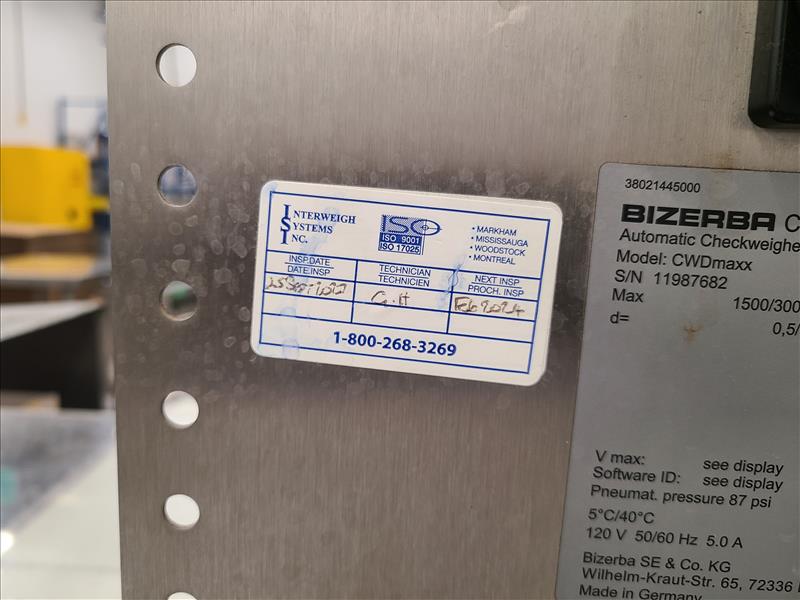 INTERWEIGH
SYSTEMS
INC.
ISO
ISO 9001
ISO 17025
• MARKHAM
• MISSISSAUGA
• WOODSTOCK
• MONTREAL
INSP.DATE
DATE.INSP
TECHNICIAN
TECHNICIEN
NEXT INSP
PROCH. INSP
G.H
Feb 2024
1-800-268-3269
38021445000
BIZERBA C
Automatic Checkweighe
Model: CWDmaxx
S/N 11987682
Max 1500/300
d= 0,5/
V max: see display
Software ID: see display
Pneumat. pressure 87 psi
5°C/40°C
120 V 50/60 Hz 5.0 A
Bizerba SE & Co. KG
Wilhelm-Kraut-Str. 65, 72336
Made in Germany